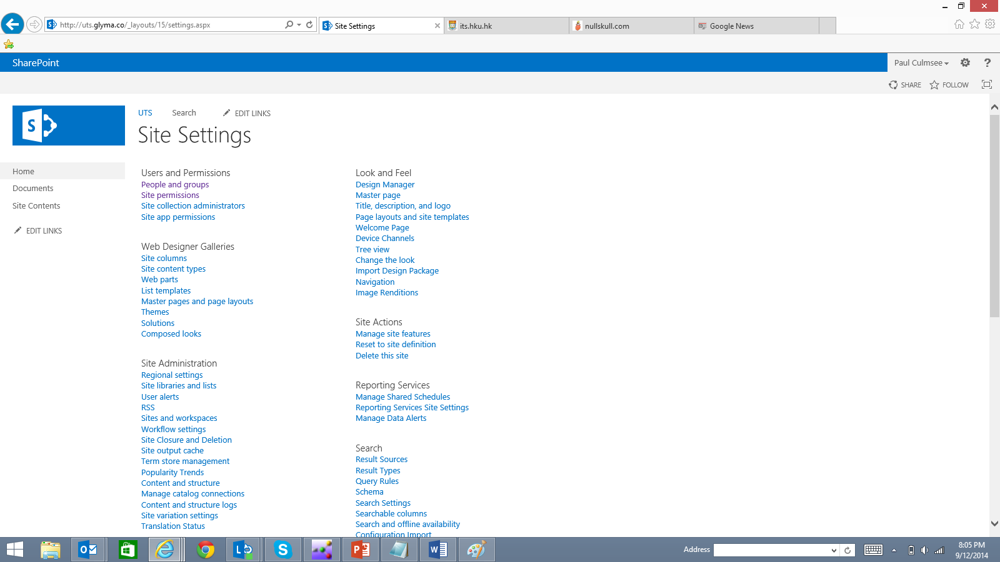 http://uts.glyma.co/_layouts/15/settings.aspx
Site Settings
its.hku.hk
nullskull.com
Google News
SharePoint
Paul Culmsee
?
SHARE
FOLLOW
S
UTS
Search
EDIT LINKS
Site Settings
Home
Documents
Site Contents
EDIT LINKS
Users and Permissions
People and groups
Site permissions
Site collection administrators
Site app permissions
Web Designer Galleries
Site columns
Site content types
Web parts
List templates
Master pages and page layouts
Themes
Solutions
Composed looks
Site Administration
Regional settings
Site libraries and lists
User alerts
RSS
Sites and workspaces
Workflow settings
Site Closure and Deletion
Site output cache
Term store management
Popularity Trends
Content and structure
Manage catalog connections
Content and structure logs
Site variation settings
Translation Status
Look and Feel
Design Manager
Master page
Title, description, and logo
Page layouts and site templates
Welcome Page
Device Channels
Tree view
Change the look
Import Design Package
Navigation
Image Renditions
Site Actions
Manage site features
Reset to site definition
Delete this site
Reporting Services
Manage Shared Schedules
Reporting Services Site Settings
Manage Data Alerts
Search
Result Sources
Result Types
Query Rules
Schema
Search Settings
Searchable columns
Search and offline availability
Configuration Import
Address
8:05 PM
9/12/2014